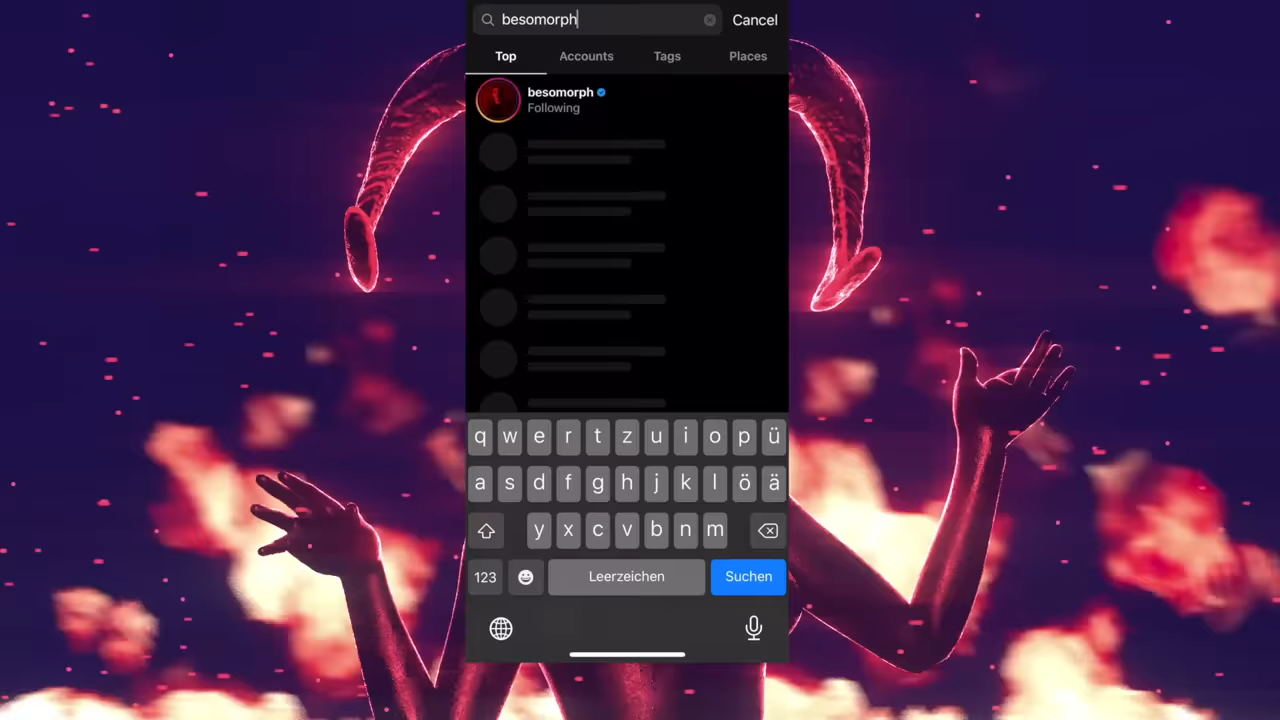 besomorph Cancel
Top Accounts Tags Places
besomorph
Following
q w e r t z u i o p ü
a s d f g h j k l ö ä
y x c v b n m
123 Leerzeichen Suchen